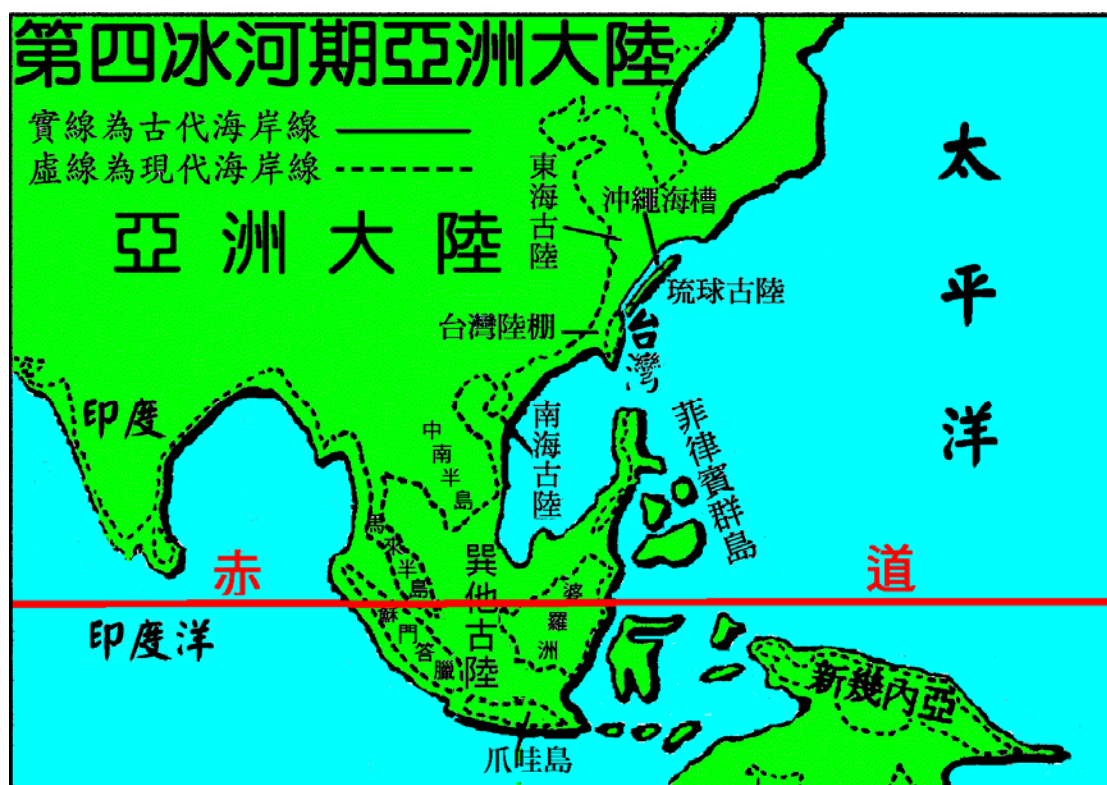 第四冰河期亞洲大陸
實線為古代海岸線
虛線為現代海岸線
亞洲大陸
太平洋
東海古陸
沖繩海槽
琉球古陸
台灣陸棚
台灣
印度
中南半島
南海古陸
菲律賓群島
馬來半島
巽他古陸
婆羅洲
蘇門答臘
赤道
印度洋
新幾內亞
爪哇島